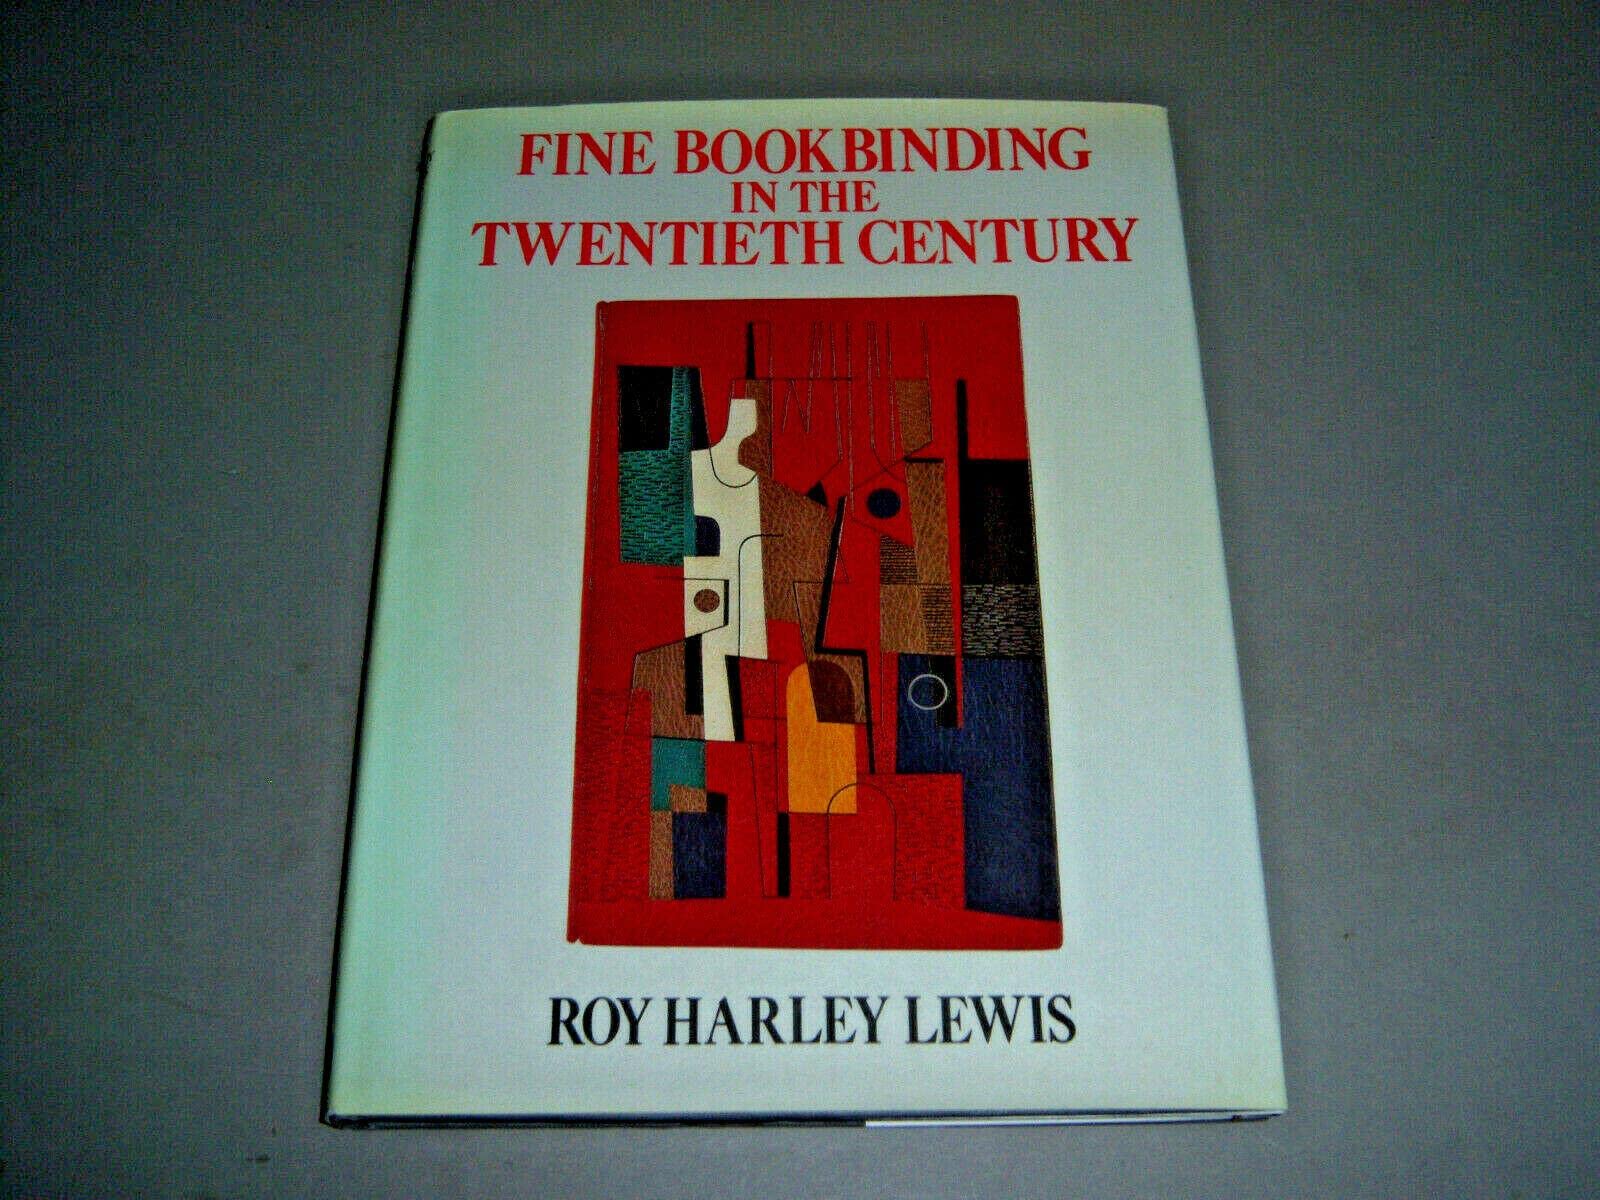 FINE BOOKBINDING
IN THE
TWENTIETH CENTURY
ROY HARLEY LEWIS